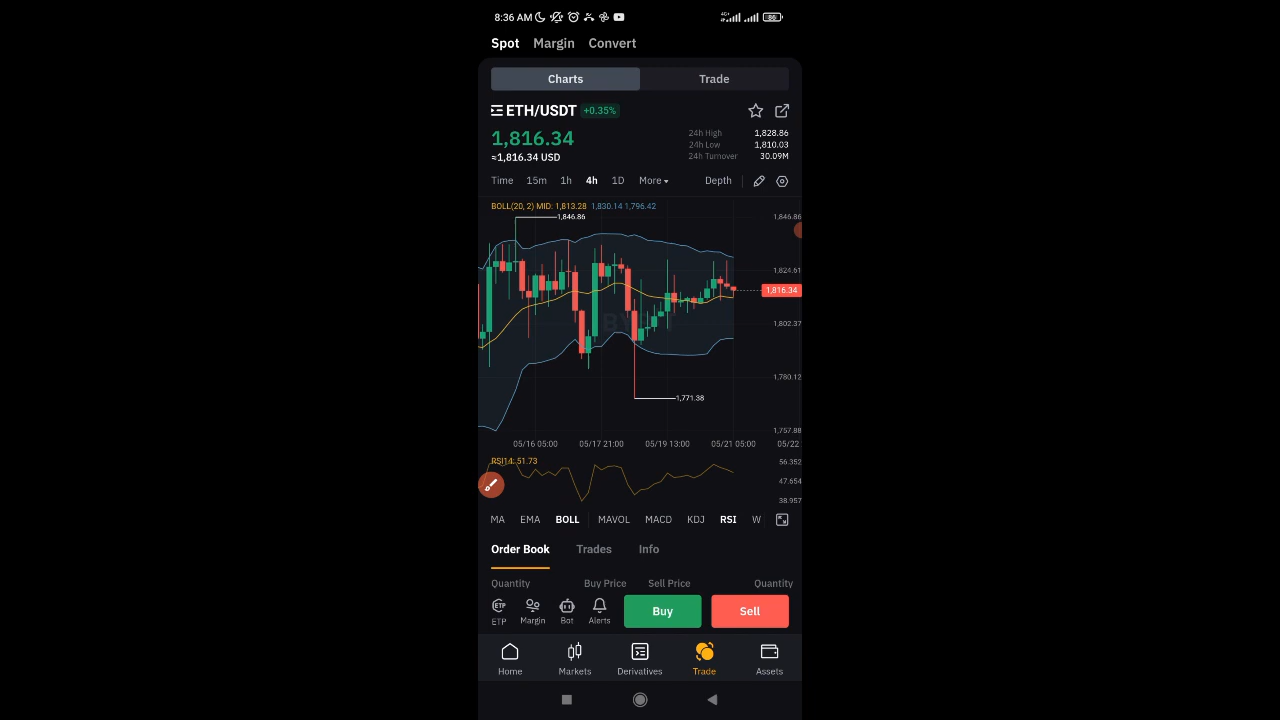 8:36 AM 4G+ 86
Spot Margin Convert
Charts Trade
ETH/USDT +0.35%
1,816.34
≈1,816.34 USD
24h High 1,828.86
24h Low 1,810.03
24h Turnover 30.09M
Time 15m 1h 4h 1D More Depth
BOLL(20, 2) MID: 1,813.28 1,830.14 1,796.42
1,846.86 1,846.86
1,824.61
1,816.34
1,802.37
1,780.12
1,771.38
1,757.88
05/16 05:00 05/17 21:00 05/19 13:00 05/21 05:00 05/22
RSI14: 51.73 56.352
47.654
38.957
MA EMA BOLL MAVOL MACD KDJ RSI W
Order Book Trades Info
Quantity Buy Price Sell Price Quantity
ETP Margin Bot Alerts Buy Sell
Home Markets Derivatives Trade Assets